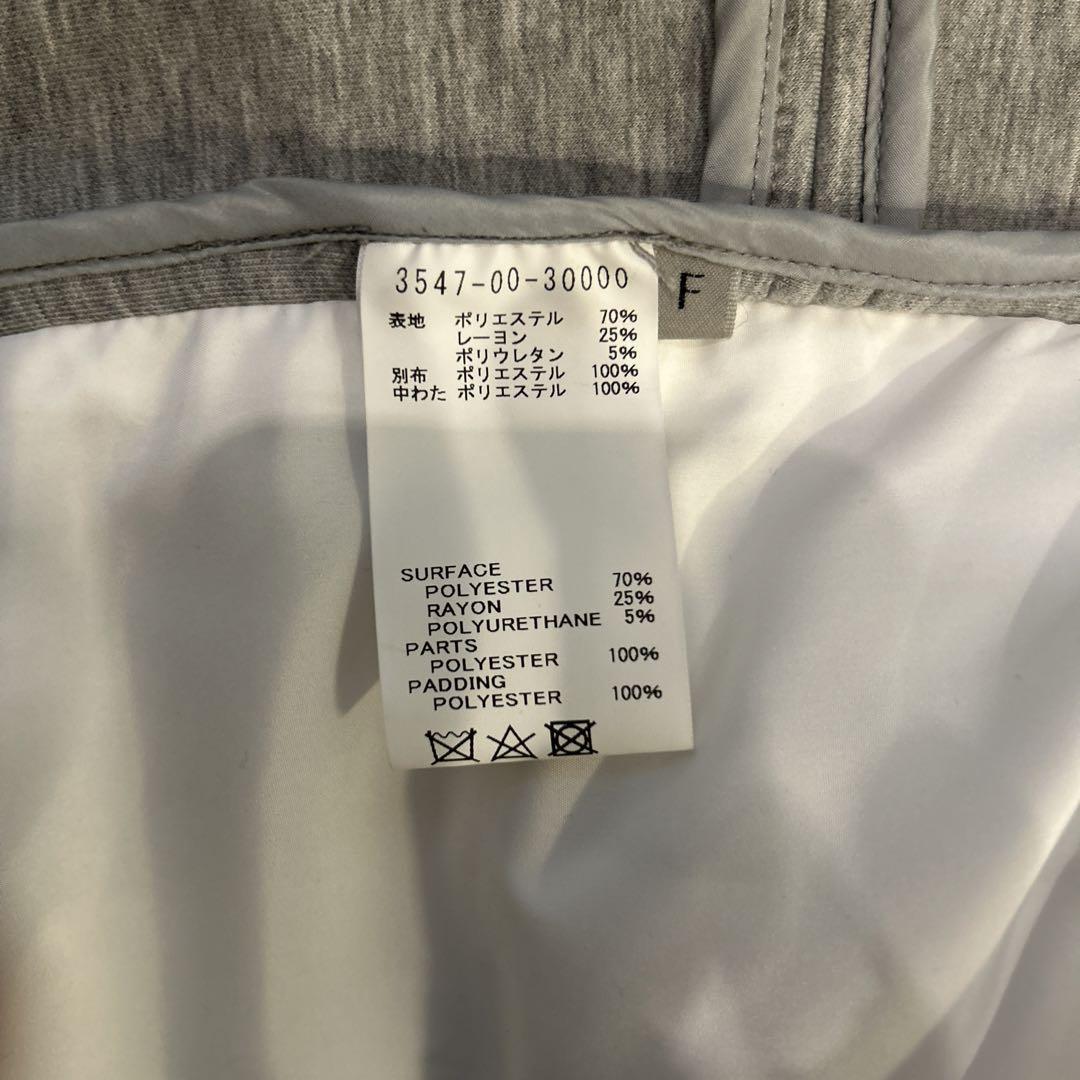 3547-00-30000
F
表地 ポリエステル 70%
レーヨン 25%
ポリウレタン 5%
別布 ポリエステル 100%
中わた ポリエステル 100%
SURFACE
POLYESTER 70%
RAYON 25%
POLYURETHANE 5%
PARTS
POLYESTER 100%
PADDING
POLYESTER 100%